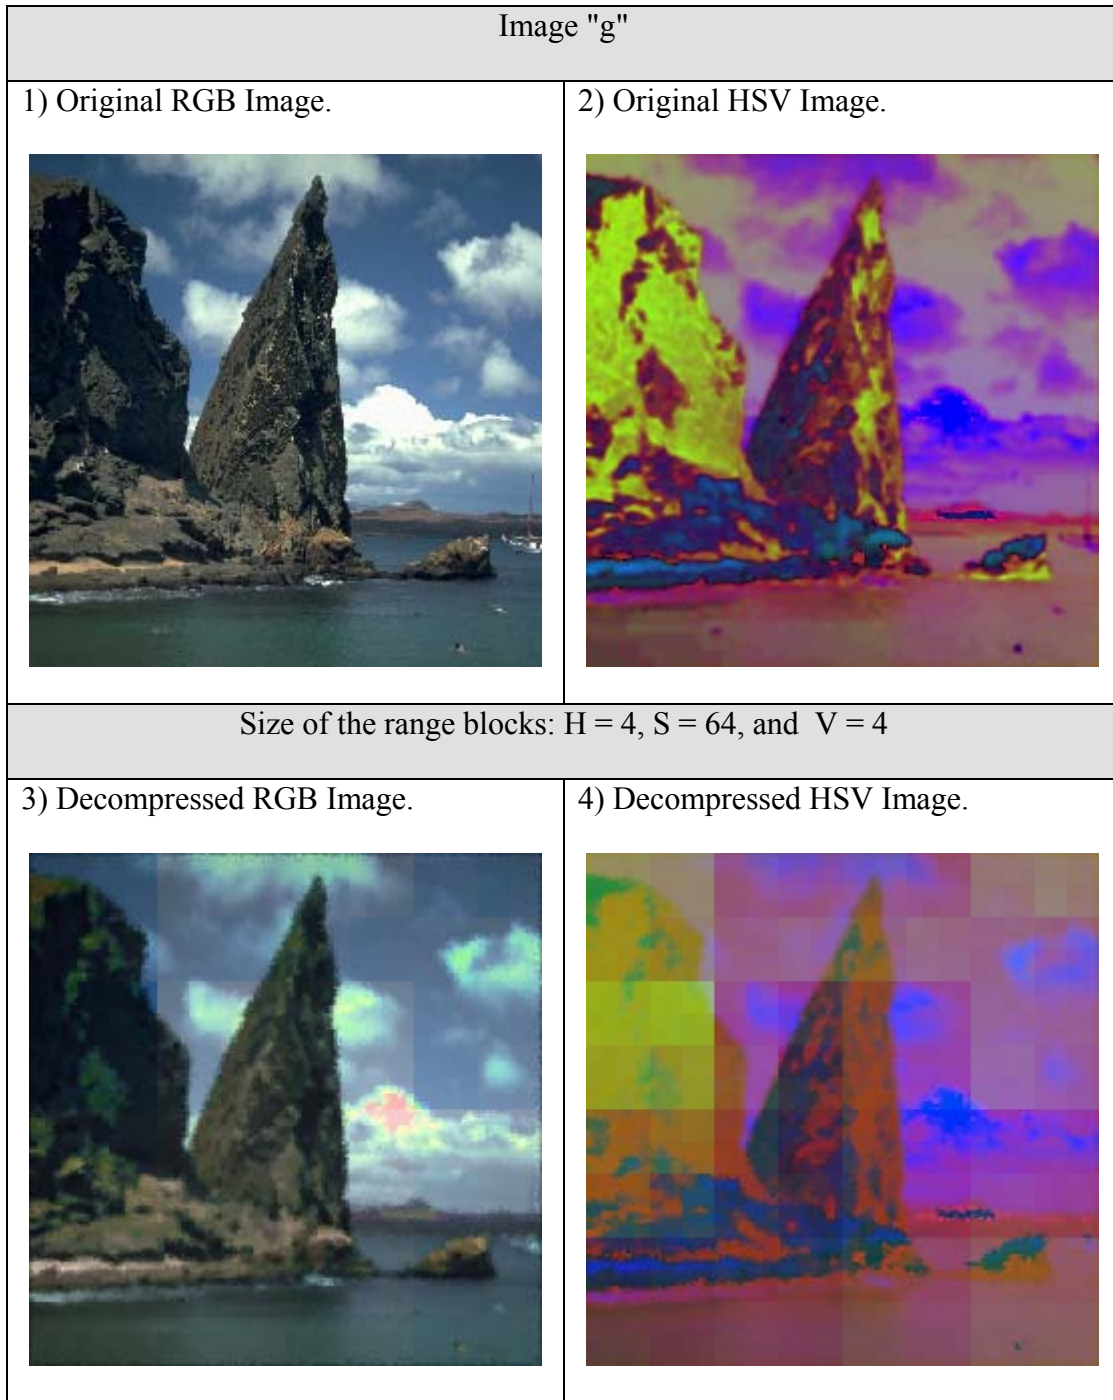 Image "g"
1) Original RGB Image.
2) Original HSV Image.
Size of the range blocks: H = 4, S = 64, and V = 4
3) Decompressed RGB Image.
4) Decompressed HSV Image.